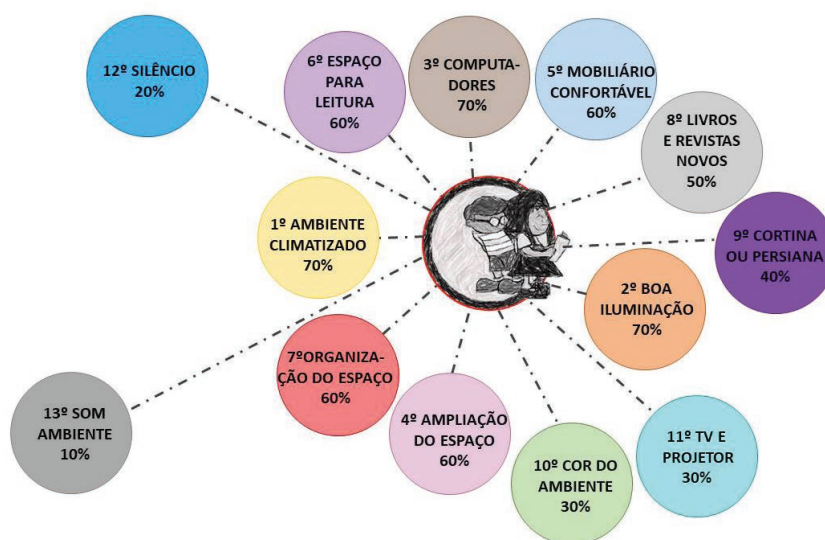 12º SILÊNCIO
20%
6º ESPAÇO
PARA
LEITURA
60%
3º COMPUTA-
DORES
70%
5º MOBILIÁRIO
CONFORTÁVEL
60%
8º LIVROS
E REVISTAS
NOVOS
50%
1º AMBIENTE
CLIMATIZADO
70%
9º CORTINA
OU PERSIANA
40%
2º BOA
ILUMINAÇÃO
70%
7ºORGANIZA-
ÇÃO DO ESPAÇO
60%
13º SOM
AMBIENTE
10%
4º AMPLIAÇÃO
DO ESPAÇO
60%
10º COR DO
AMBIENTE
30%
11º TV E
PROJETOR
30%